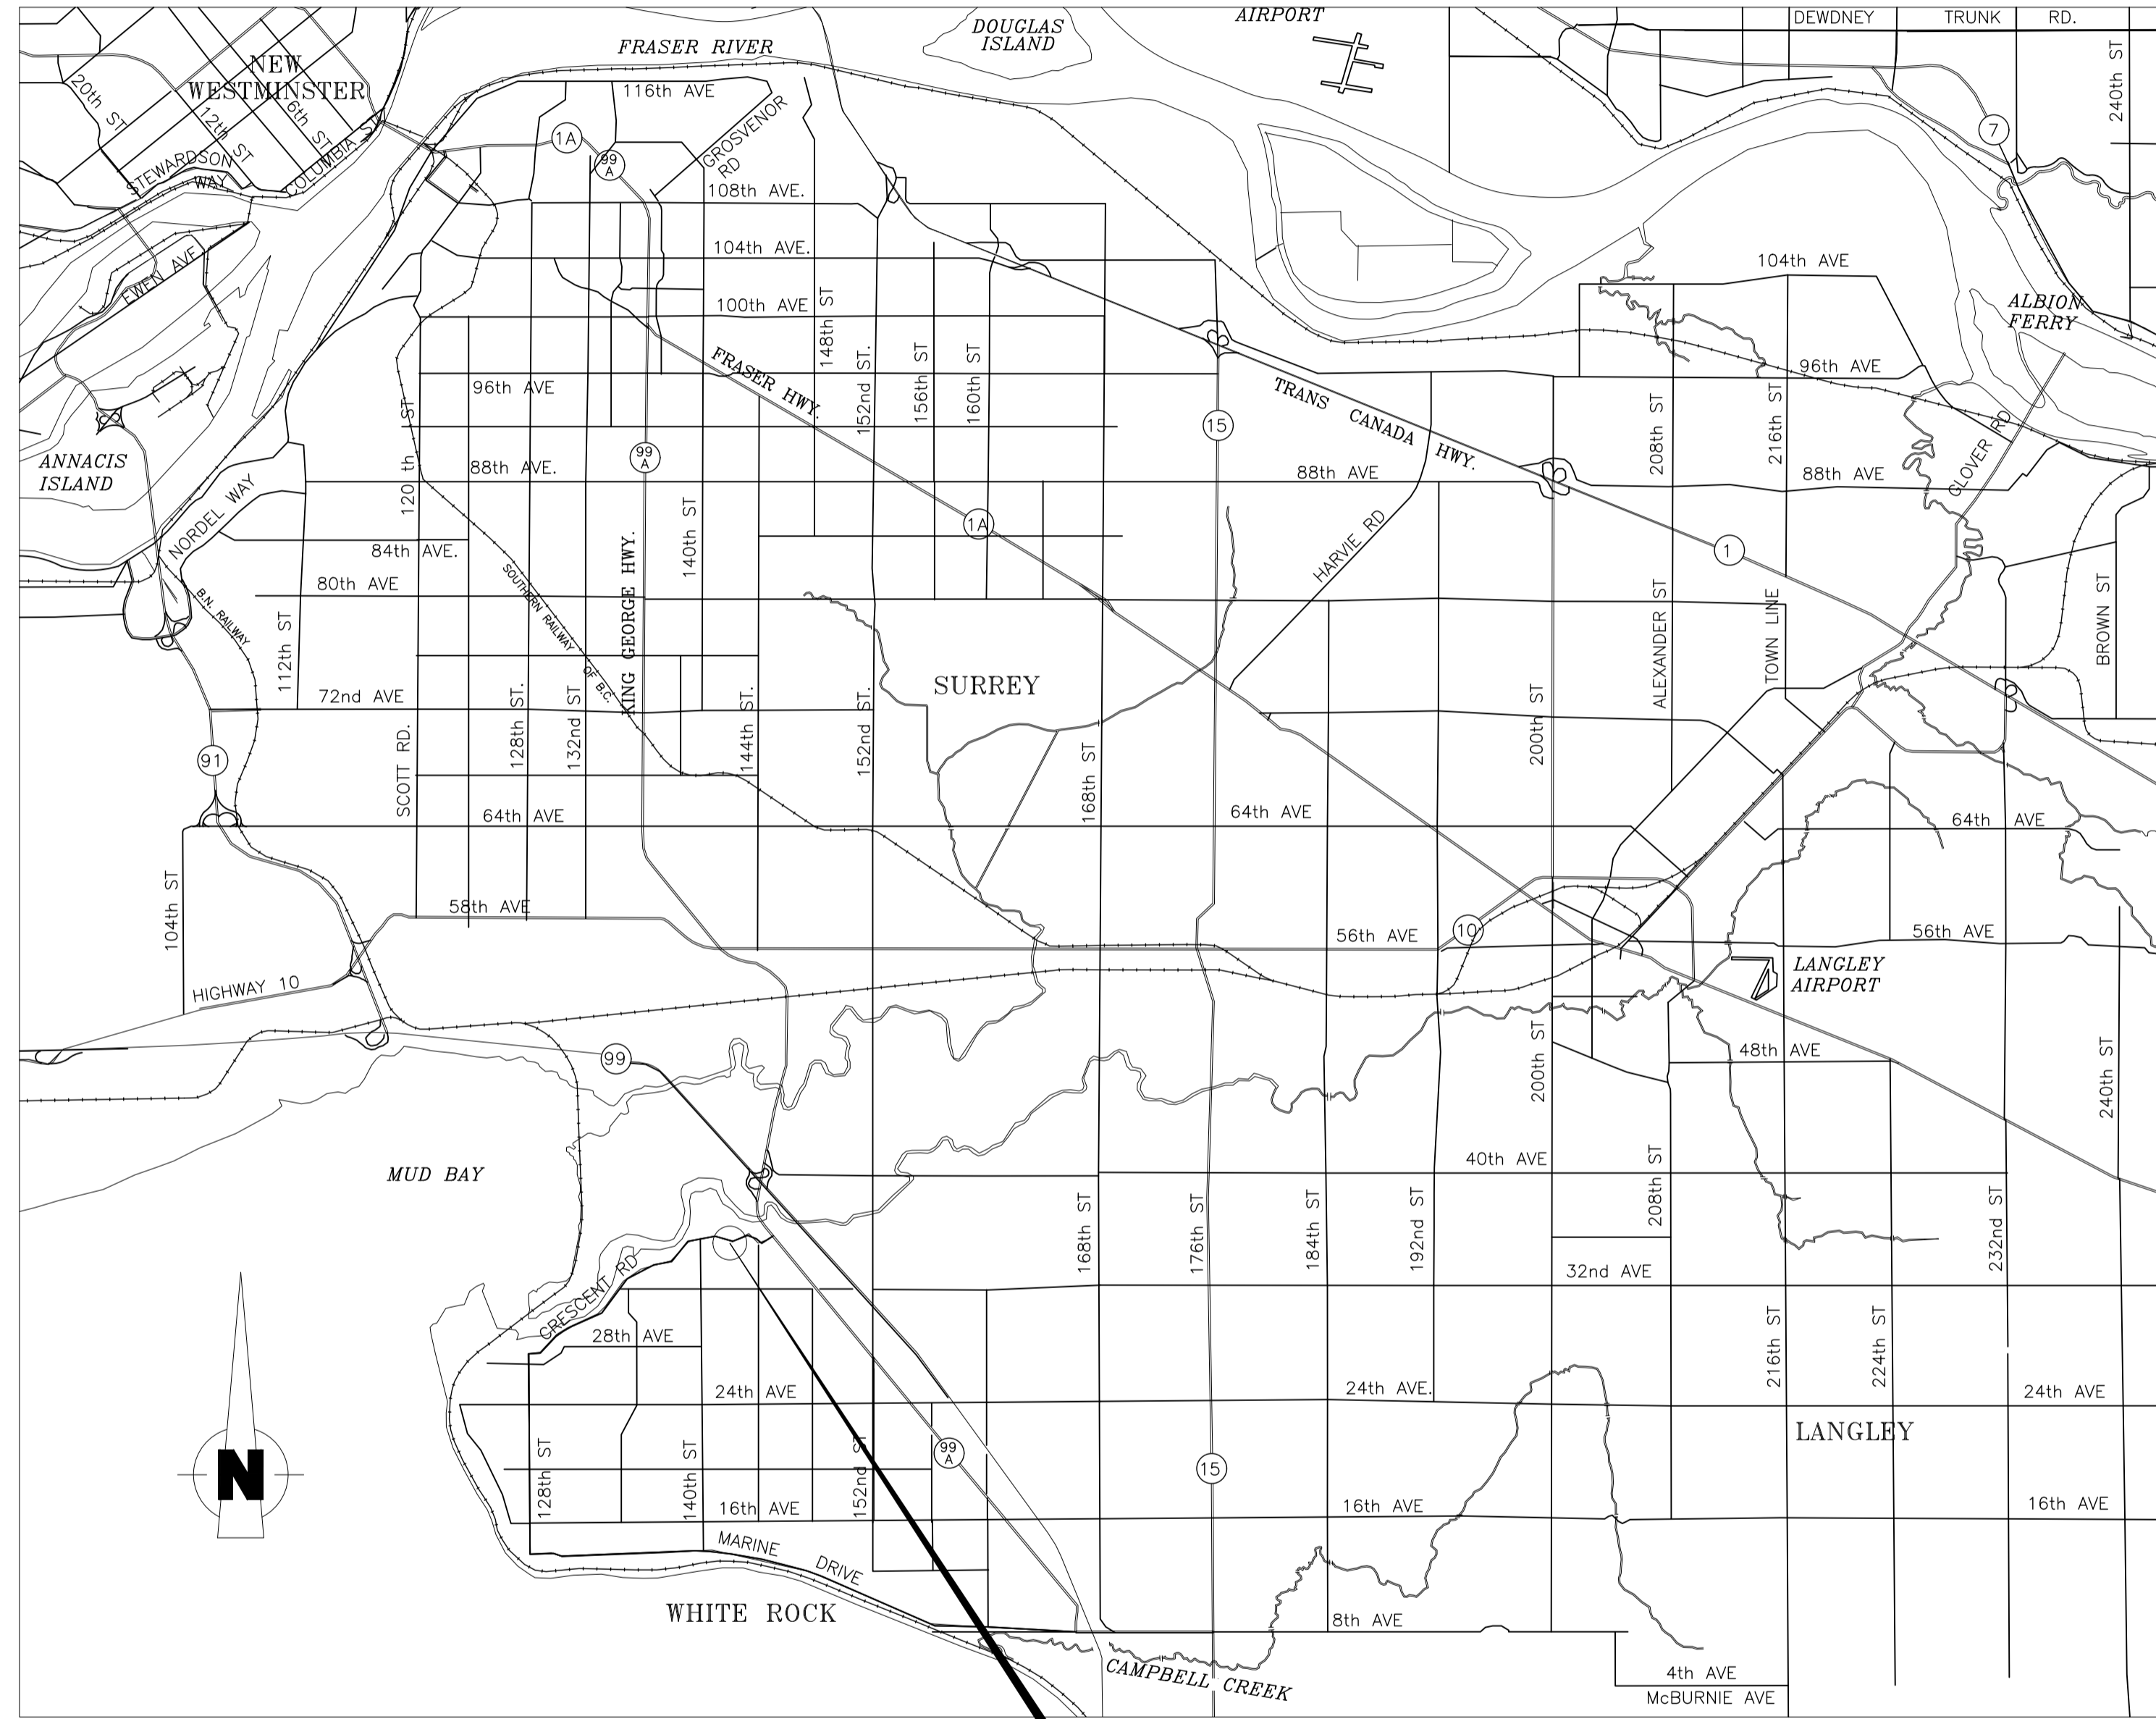 AIRPORT
DEWDNEY TRUNK RD.
DOUGLAS
ISLAND
FRASER RIVER
NEW
WESTMINSTER
20th ST
12th ST
6th ST
COLUMBIA ST
STEWARDSON
WAY
116th AVE
GROSVENOR
RD
1A
99
A
7
240th ST
108th AVE.
104th AVE.
EWEN AVE
104th AVE
100th AVE
148th ST
ALBION
FERRY
FRASER HWY.
96th AVE
152nd ST.
156th ST
160th ST
TRANS CANADA HWY.
96th AVE
120 th ST
15
208th ST
216th ST
GLOVER RD
ANNACIS
ISLAND
99
A
88th AVE.
88th AVE
88th AVE
NORDEL WAY
1A
140th ST
HARVIE RD
1
84th AVE.
80th AVE
B.N. RAILWAY
SOUTHERN RAILWAY
OF B.C.
KING GEORGE HWY.
112th ST
ALEXANDER ST
TOWN LINE
BROWN ST
72nd AVE
SURREY
128th ST.
132nd ST
144th ST.
152nd ST.
168th ST
200th ST
91
SCOTT RD.
64th AVE
64th AVE
64th AVE
104th ST
58th AVE
56th AVE
10
56th AVE
HIGHWAY 10
LANGLEY
AIRPORT
99
200th ST
48th AVE
240th ST
MUD BAY
40th AVE
208th ST
168th ST
176th ST
184th ST
192nd ST
232nd ST
32nd AVE
CRESCENT RD
28th AVE
24th AVE
24th AVE.
216th ST
224th ST
24th AVE
LANGLEY
N
128th ST
140th ST
152nd ST
99
A
15
16th AVE
16th AVE
16th AVE
MARINE DRIVE
WHITE ROCK
8th AVE
CAMPBELL CREEK
4th AVE
McBURNIE AVE